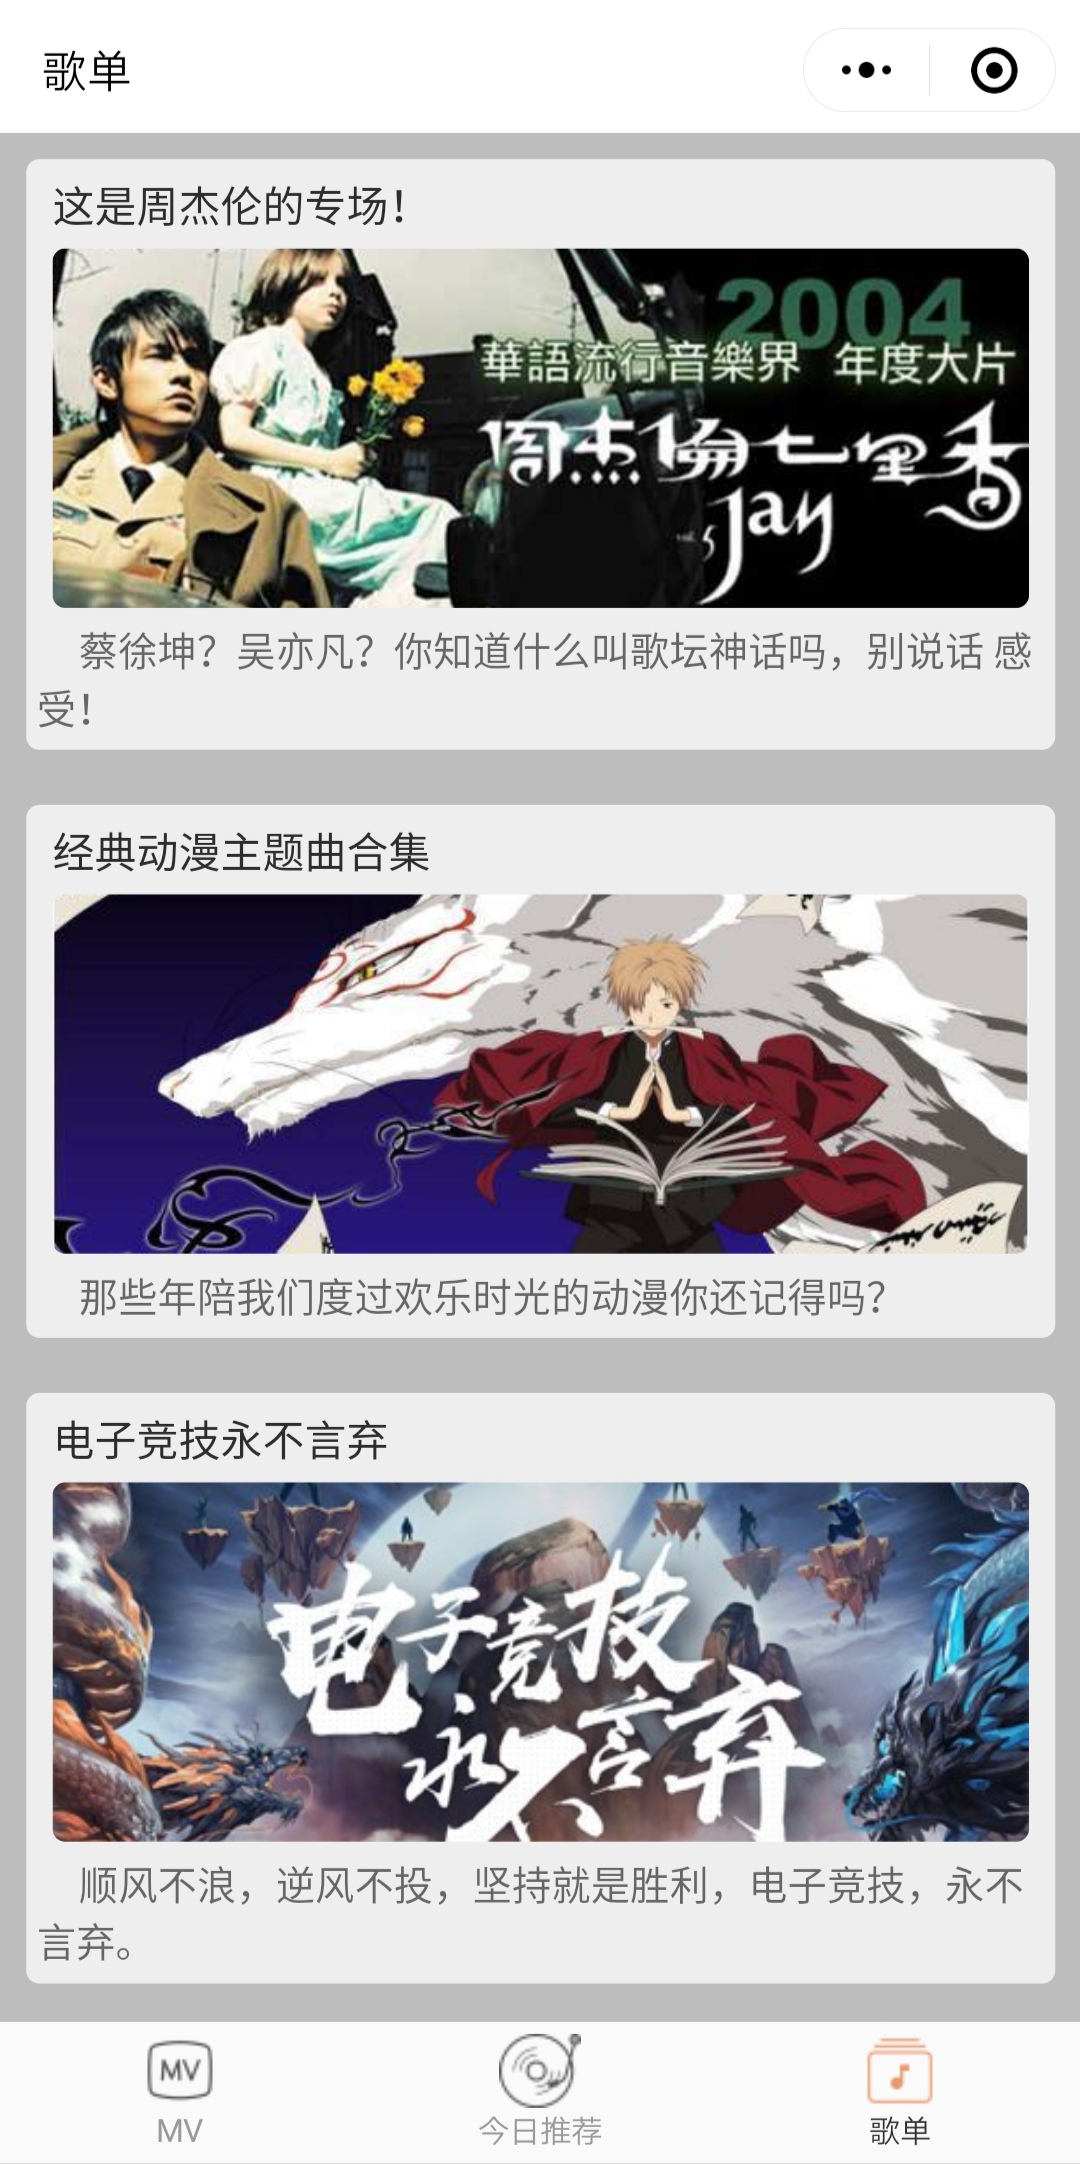 歌单
这是周杰伦的专场！
2004
華語流行音樂界 年度大片
周杰倫 七里香
Jay
蔡徐坤？吴亦凡？你知道什么叫歌坛神话吗，别说话 感
受！
经典动漫主题曲合集
那些年陪我们度过欢乐时光的动漫你还记得吗？
电子竞技永不言弃
电子竞技
永不言弃
顺风不浪，逆风不投，坚持就是胜利，电子竞技，永不
言弃。
MV
MV
今日推荐
歌单